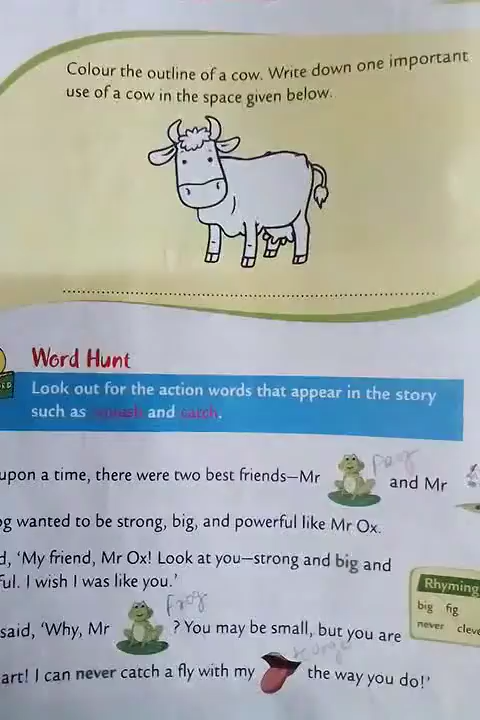 Colour the outline of a cow. Write down one important
use of a cow in the space given below.
Word Hunt
Look out for the action words that appear in the story
such as splash and catch.
upon a time, there were two best friends—Mr and Mr
og wanted to be strong, big, and powerful like Mr Ox.
d, 'My friend, Mr Ox! Look at you—strong and big and
ful. I wish I was like you.'
Rhyming
big fig
never cleve
frog
said, 'Why, Mr ? You may be small, but you are
art! I can never catch a fly with my the way you do!'